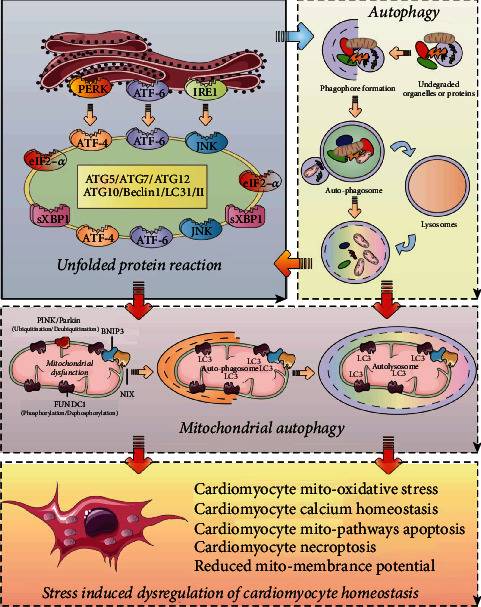 Autophagy
PERK
ATF-6
IRE1
Phagophore formation
Undegraded
organelles or proteins
ATF-4
ATF-6
JNK
eIF2-α
ATG5/ATG7/ATG12
ATG10/Beclin1/LC31/II
eIF2-α
sXBP1
sXBP1
ATF-4
ATF-6
JNK
Unfolded protein reaction
Auto-phagosome
Lysosomes
PINK/Parkin
(Ubiquitination/Deubiquitination)
BNIP3
Mitochondrial
dysfunction
NIX
FUNDC1
(Phosphorylation/Dephosphorylation)
LC3
LC3
Auto-phagosome
LC3
LC3
LC3
LC3
Autolysosome
LC3
LC3
Mitochondrial autophagy
Cardiomyocyte mito-oxidative stress
Cardiomyocyte calcium homeostasis
Cardiomyocyte mito-pathways apoptosis
Cardiomyocyte necroptosis
Reduced mito-membrance potential
Stress induced dysregulation of cardiomyocyte homeostasis